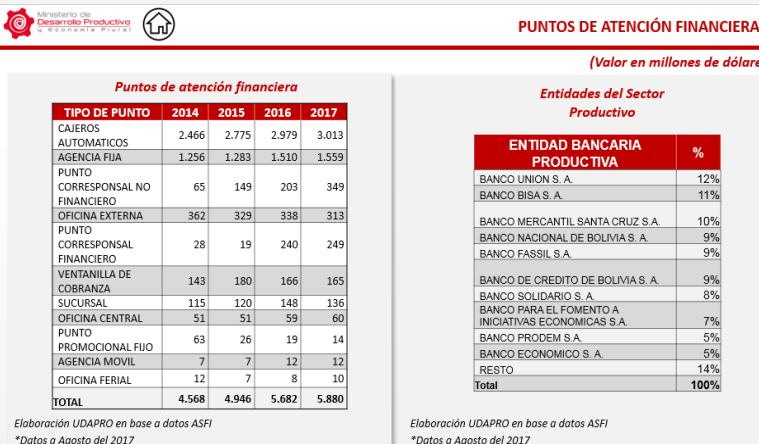 Ministerio de
Desarrollo Productivo
y Economía Plural
PUNTOS DE ATENCIÓN FINANCIERA
(Valor en millones de dólare
Puntos de atención financiera
TIPO DE PUNTO 2014 2015 2016 2017
CAJEROS
AUTOMATICOS 2.466 2.775 2.979 3.013
AGENCIA FIJA 1.256 1.283 1.510 1.559
PUNTO
CORRESPONSAL NO
FINANCIERO 65 149 203 349
OFICINA EXTERNA 362 329 338 313
PUNTO
CORRESPONSAL
FINANCIERO 28 19 240 249
VENTANILLA DE
COBRANZA 143 180 166 165
SUCURSAL 115 120 148 136
OFICINA CENTRAL 51 51 59 60
PUNTO
PROMOCIONAL FIJO 63 26 19 14
AGENCIA MOVIL 7 7 12 12
OFICINA FERIAL 12 7 8 10
TOTAL 4.568 4.946 5.682 5.880
Elaboración UDAPRO en base a datos ASFI
*Datos a Agosto del 2017
Entidades del Sector
Productivo
ENTIDAD BANCARIA
PRODUCTIVA %
BANCO UNION S. A. 12%
BANCO BISA S. A. 11%
BANCO MERCANTIL SANTA CRUZ S.A. 10%
BANCO NACIONAL DE BOLIVIA S. A. 9%
BANCO FASSIL S.A. 9%
BANCO DE CREDITO DE BOLIVIA S. A. 9%
BANCO SOLIDARIO S. A. 8%
BANCO PARA EL FOMENTO A
INICIATIVAS ECONOMICAS S.A. 7%
BANCO PRODEM S.A. 5%
BANCO ECONOMICO S. A. 5%
RESTO 14%
Total 100%
Elaboración UDAPRO en base a datos ASFI
*Datos a Agosto del 2017